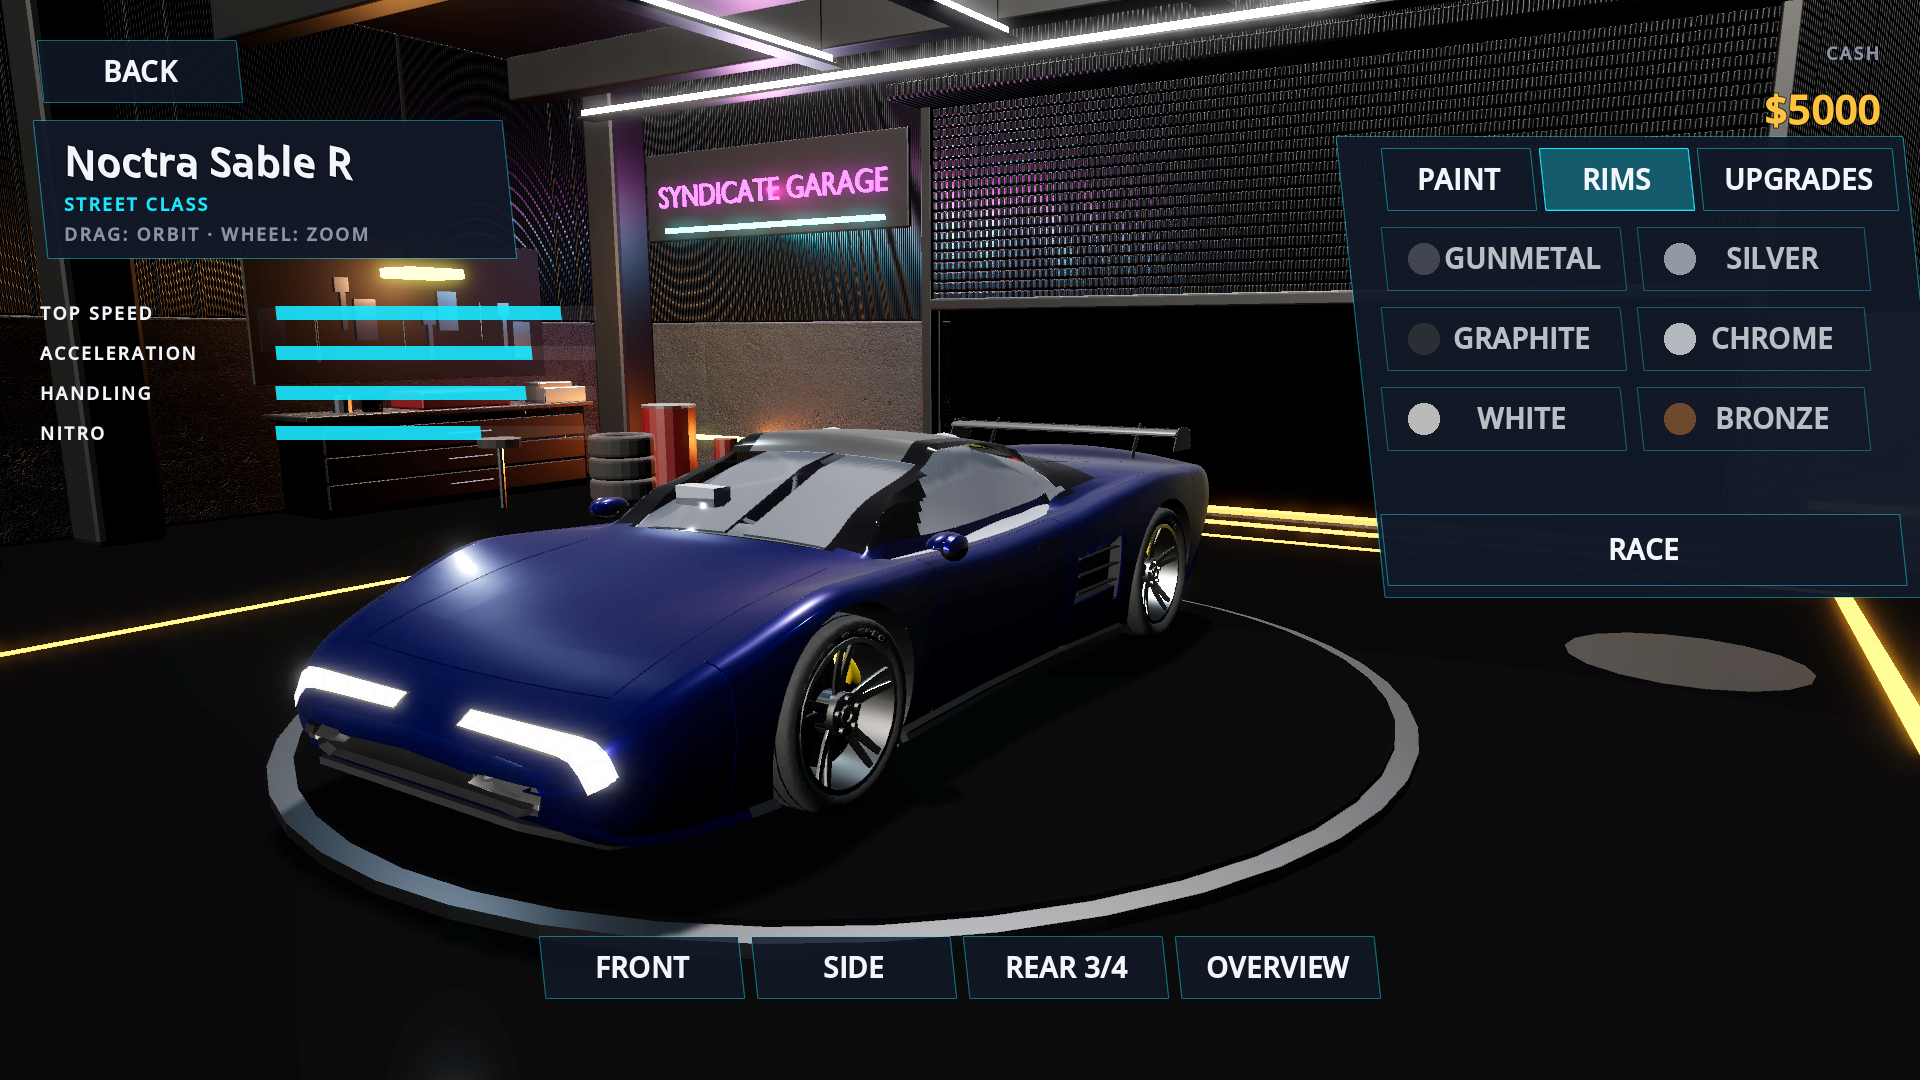 BACK
CASH
$5000
Noctra Sable R
STREET CLASS
DRAG: ORBIT · WHEEL: ZOOM
SYNDICATE GARAGE
PAINT
RIMS
UPGRADES
GUNMETAL
SILVER
GRAPHITE
CHROME
WHITE
BRONZE
RACE
TOP SPEED
ACCELERATION
HANDLING
NITRO
FRONT
SIDE
REAR 3/4
OVERVIEW